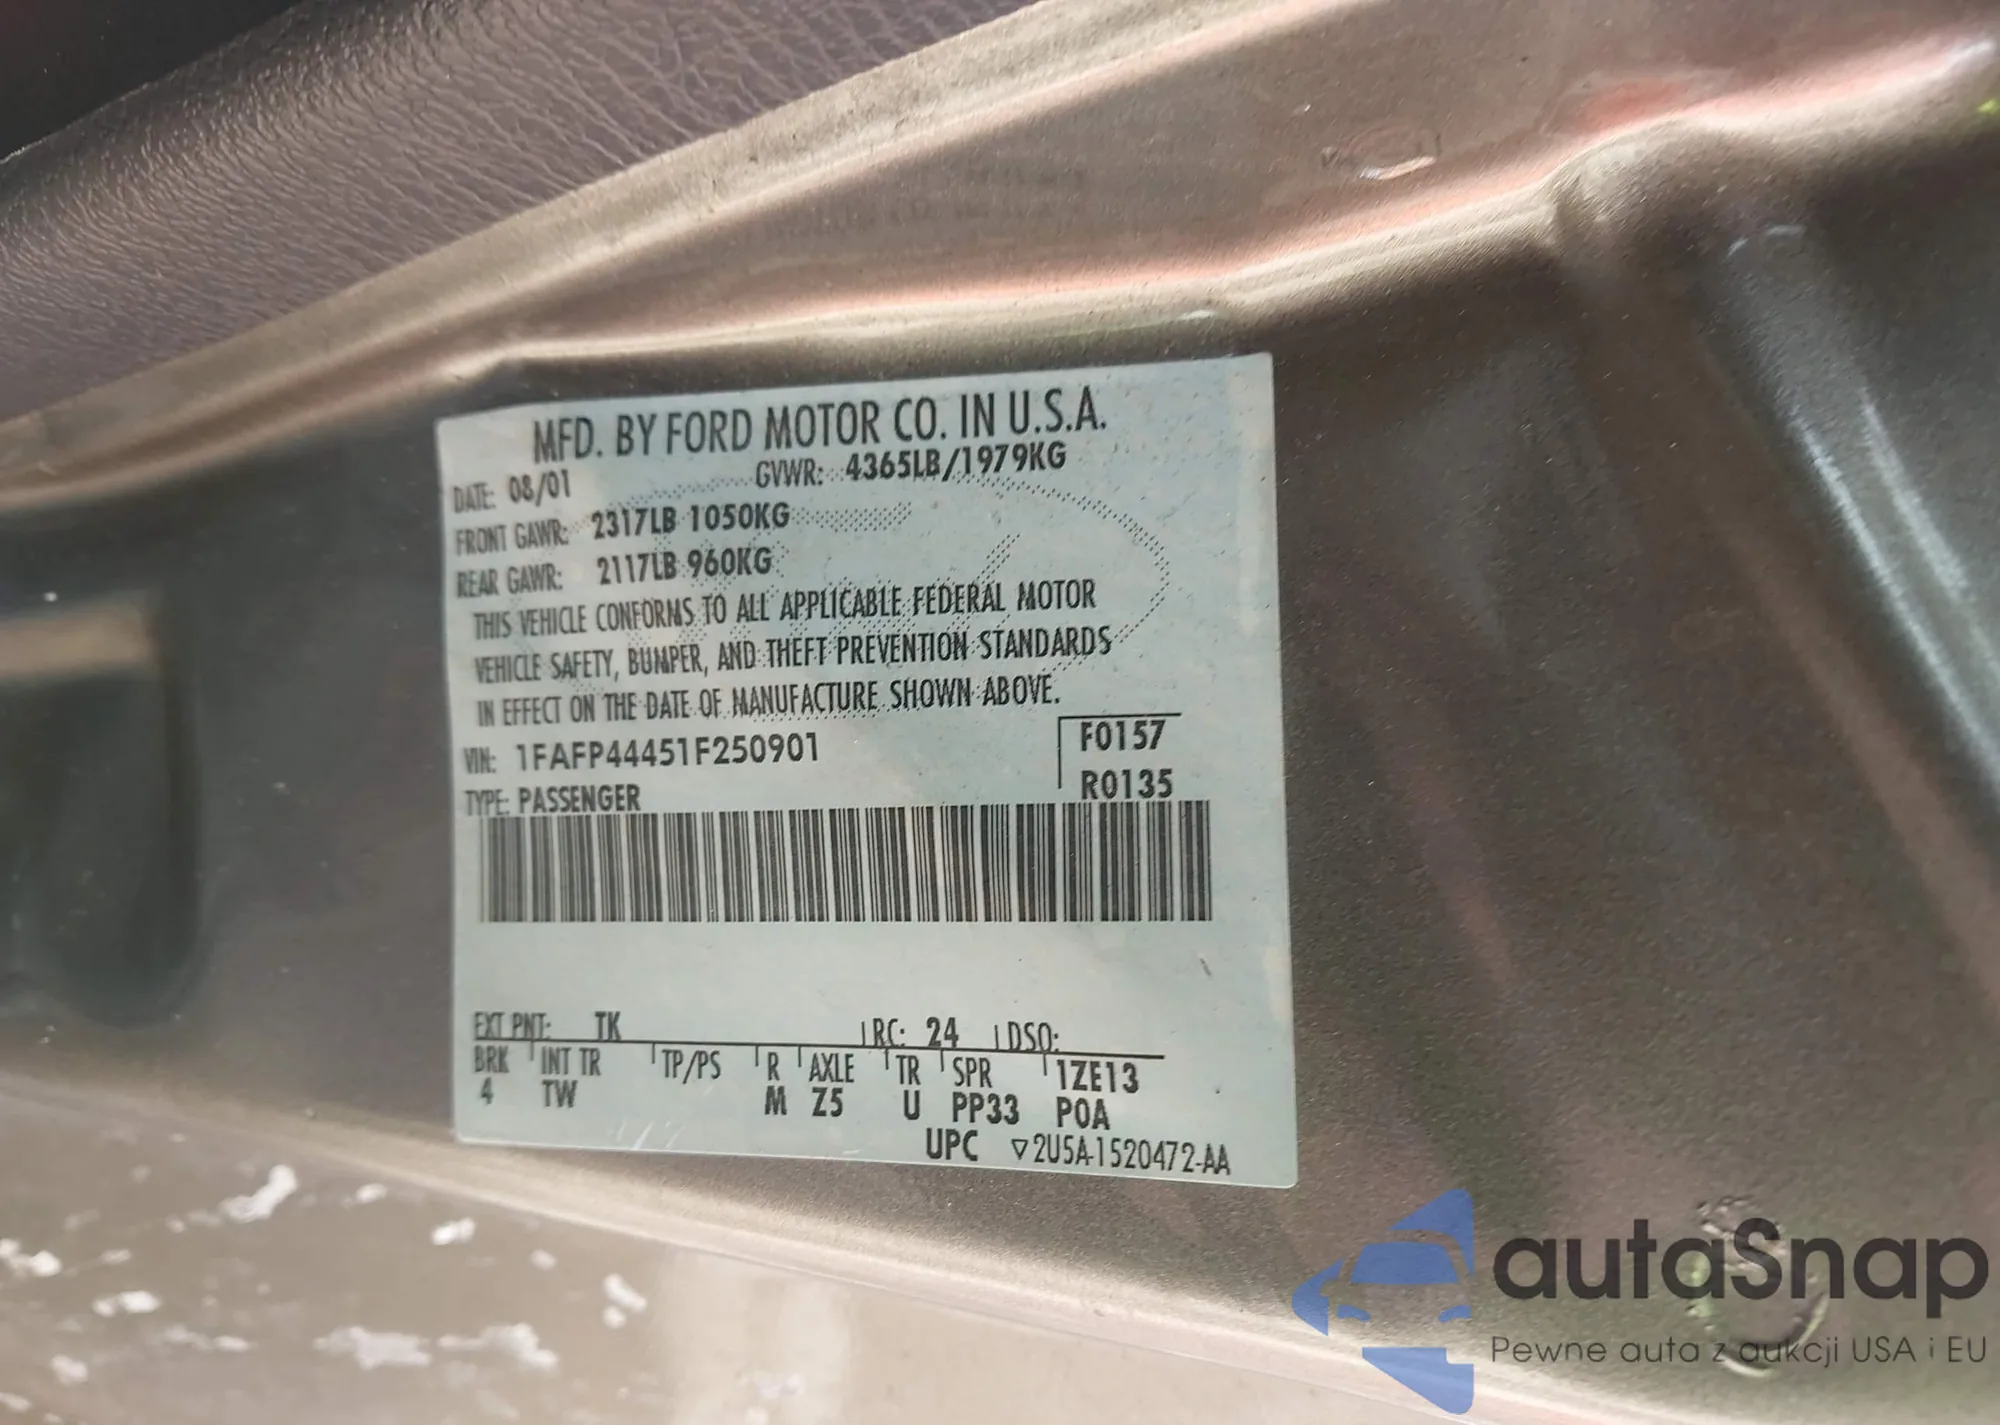 MFD. BY FORD MOTOR CO. IN U.S.A.
DATE: 08/01 GVWR: 4365LB/1979KG
FRONT GAWR: 2317LB 1050KG
REAR GAWR: 2117LB 960KG
THIS VEHICLE CONFORMS TO ALL APPLICABLE FEDERAL MOTOR
VEHICLE SAFETY, BUMPER, AND THEFT PREVENTION STANDARDS
IN EFFECT ON THE DATE OF MANUFACTURE SHOWN ABOVE.
VIN: 1FAFP44451F250901 F0157
TYPE: PASSENGER R0135
EXT PNT: TK RC: 24 DSO:
BRK INT TR TP/PS R AXLE TR SPR 1ZE13
4 TW M Z5 U PP33 P0A
UPC ▽2U5A-1520472-AA
autaSnap
Pewne auta z aukcji USA i EU